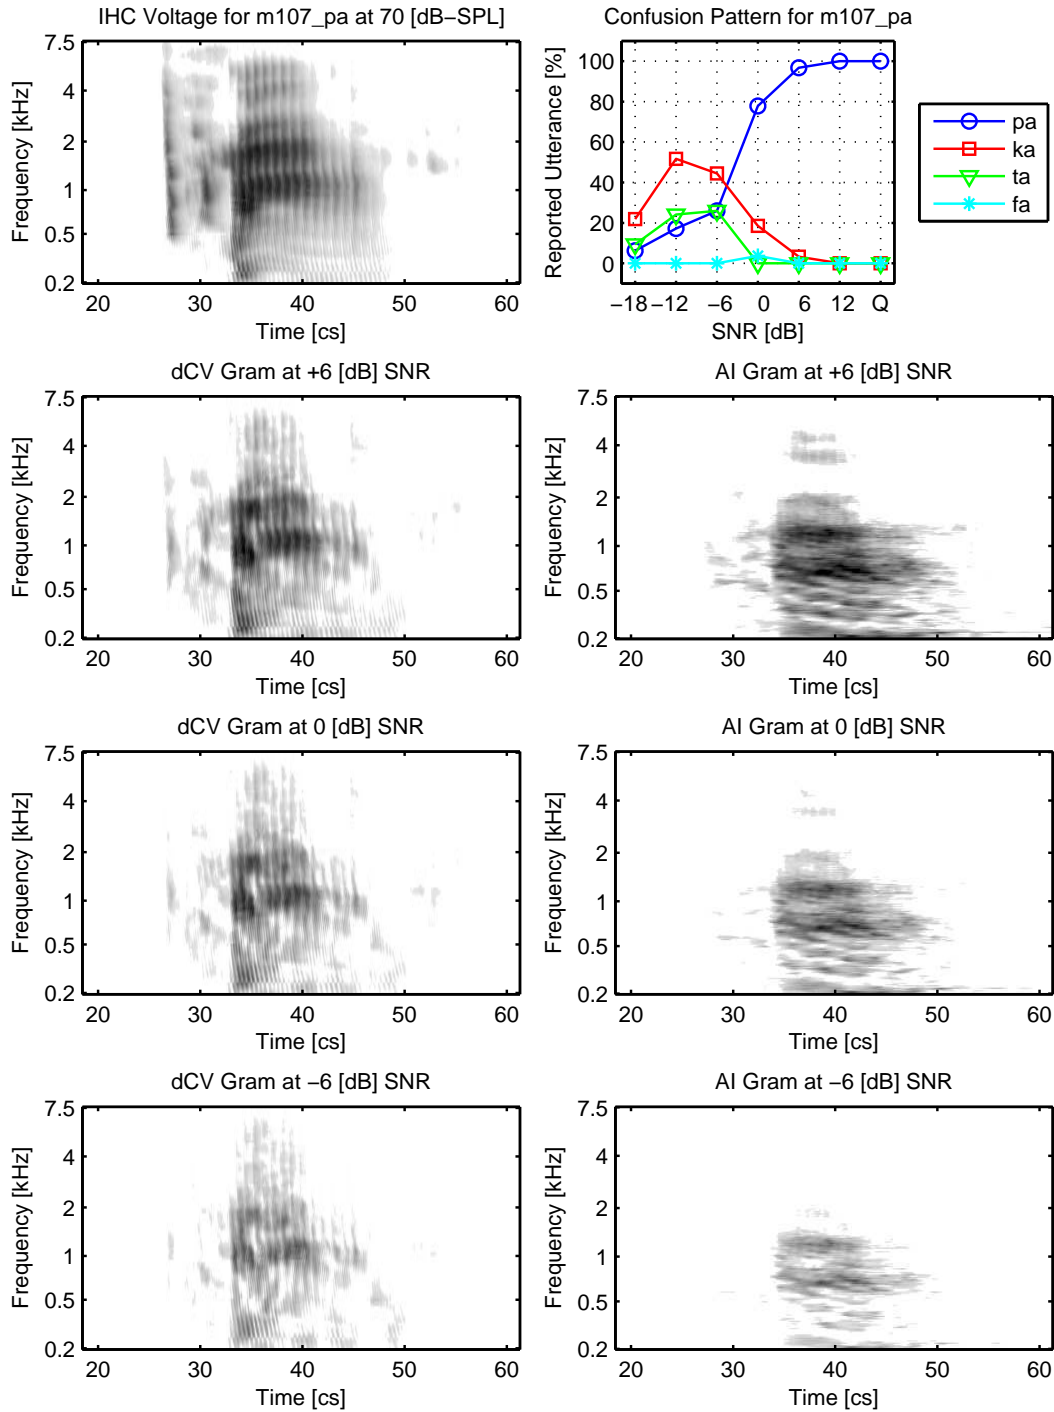 IHC Voltage for m107_pa at 70 [dB−SPL]
7.5
4
2
1
0.5
0.2
Frequency [kHz]
20 30 40 50 60
Time [cs]
Confusion Pattern for m107_pa
100
80
60
40
20
0
Reported Utterance [%]
−18 −12 −6 0 6 12 Q
SNR [dB]
pa
ka
ta
fa
dCV Gram at +6 [dB] SNR
7.5
4
2
1
0.5
0.2
Frequency [kHz]
20 30 40 50 60
Time [cs]
AI Gram at +6 [dB] SNR
7.5
4
2
1
0.5
0.2
Frequency [kHz]
20 30 40 50 60
Time [cs]
dCV Gram at 0 [dB] SNR
7.5
4
2
1
0.5
0.2
Frequency [kHz]
20 30 40 50 60
Time [cs]
AI Gram at 0 [dB] SNR
7.5
4
2
1
0.5
0.2
Frequency [kHz]
20 30 40 50 60
Time [cs]
dCV Gram at −6 [dB] SNR
7.5
4
2
1
0.5
0.2
Frequency [kHz]
20 30 40 50 60
Time [cs]
AI Gram at −6 [dB] SNR
7.5
4
2
1
0.5
0.2
Frequency [kHz]
20 30 40 50 60
Time [cs]